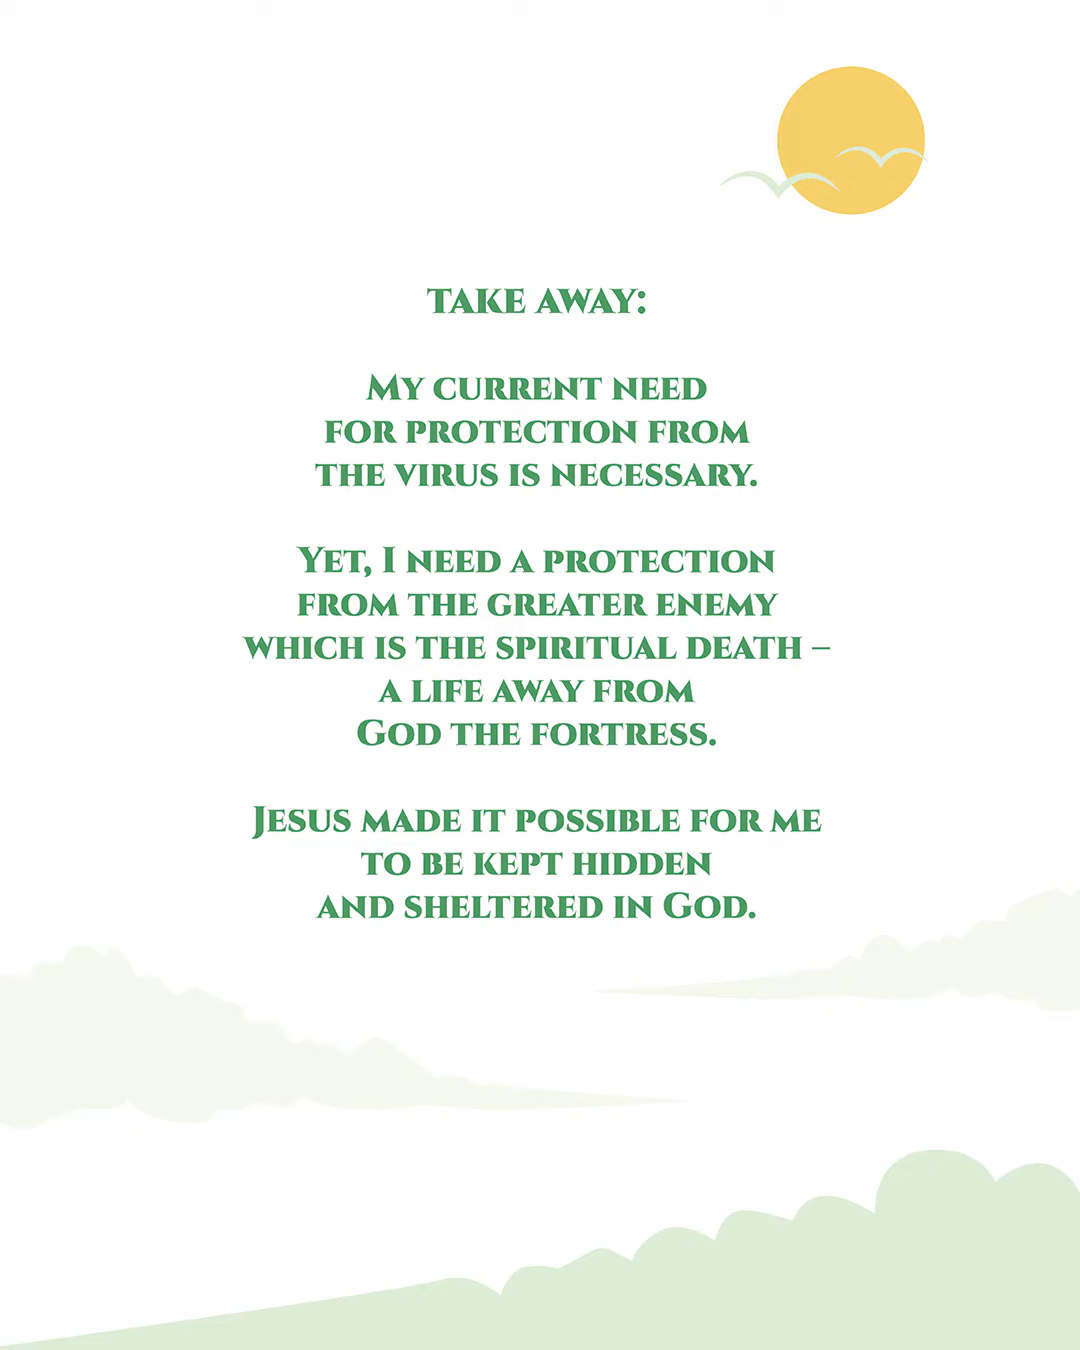 TAKE AWAY:
My current need
for protection from
the virus is necessary.
Yet, I need a protection
from the greater enemy
which is the spiritual death –
a life away from
God the fortress.
Jesus made it possible for me
to be kept hidden
and sheltered in God.